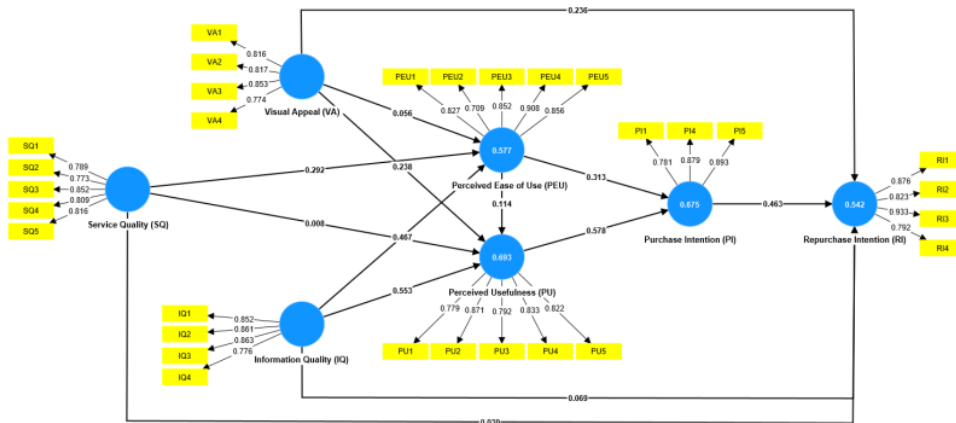 0.236
VA1
0.816
VA2
0.817
VA3
0.853
VA4
0.774
Visual Appeal (VA)
PEU1 PEU2 PEU3 PEU4 PEU5
0.827 0.709 0.852 0.908 0.856
0.056
0.577
Perceived Ease of Use (PEU)
SQ1
0.789
SQ2
0.773
SQ3
0.852
SQ4
0.809
SQ5
0.816
Service Quality (SQ)
0.292
0.238
0.008
0.467
0.553
0.114
0.313
0.578
PI1 PI4 PI5
0.781 0.879 0.893
0.675
Purchase Intention (PI)
0.463
RI1
0.876
RI2
0.823
RI3
0.933
RI4
0.792
0.542
Repurchase Intention (RI)
0.693
Perceived Usefulness (PU)
0.779 0.871 0.792 0.833 0.822
PU1 PU2 PU3 PU4 PU5
IQ1
0.852
IQ2
0.861
IQ3
0.863
IQ4
0.776
Information Quality (IQ)
0.069